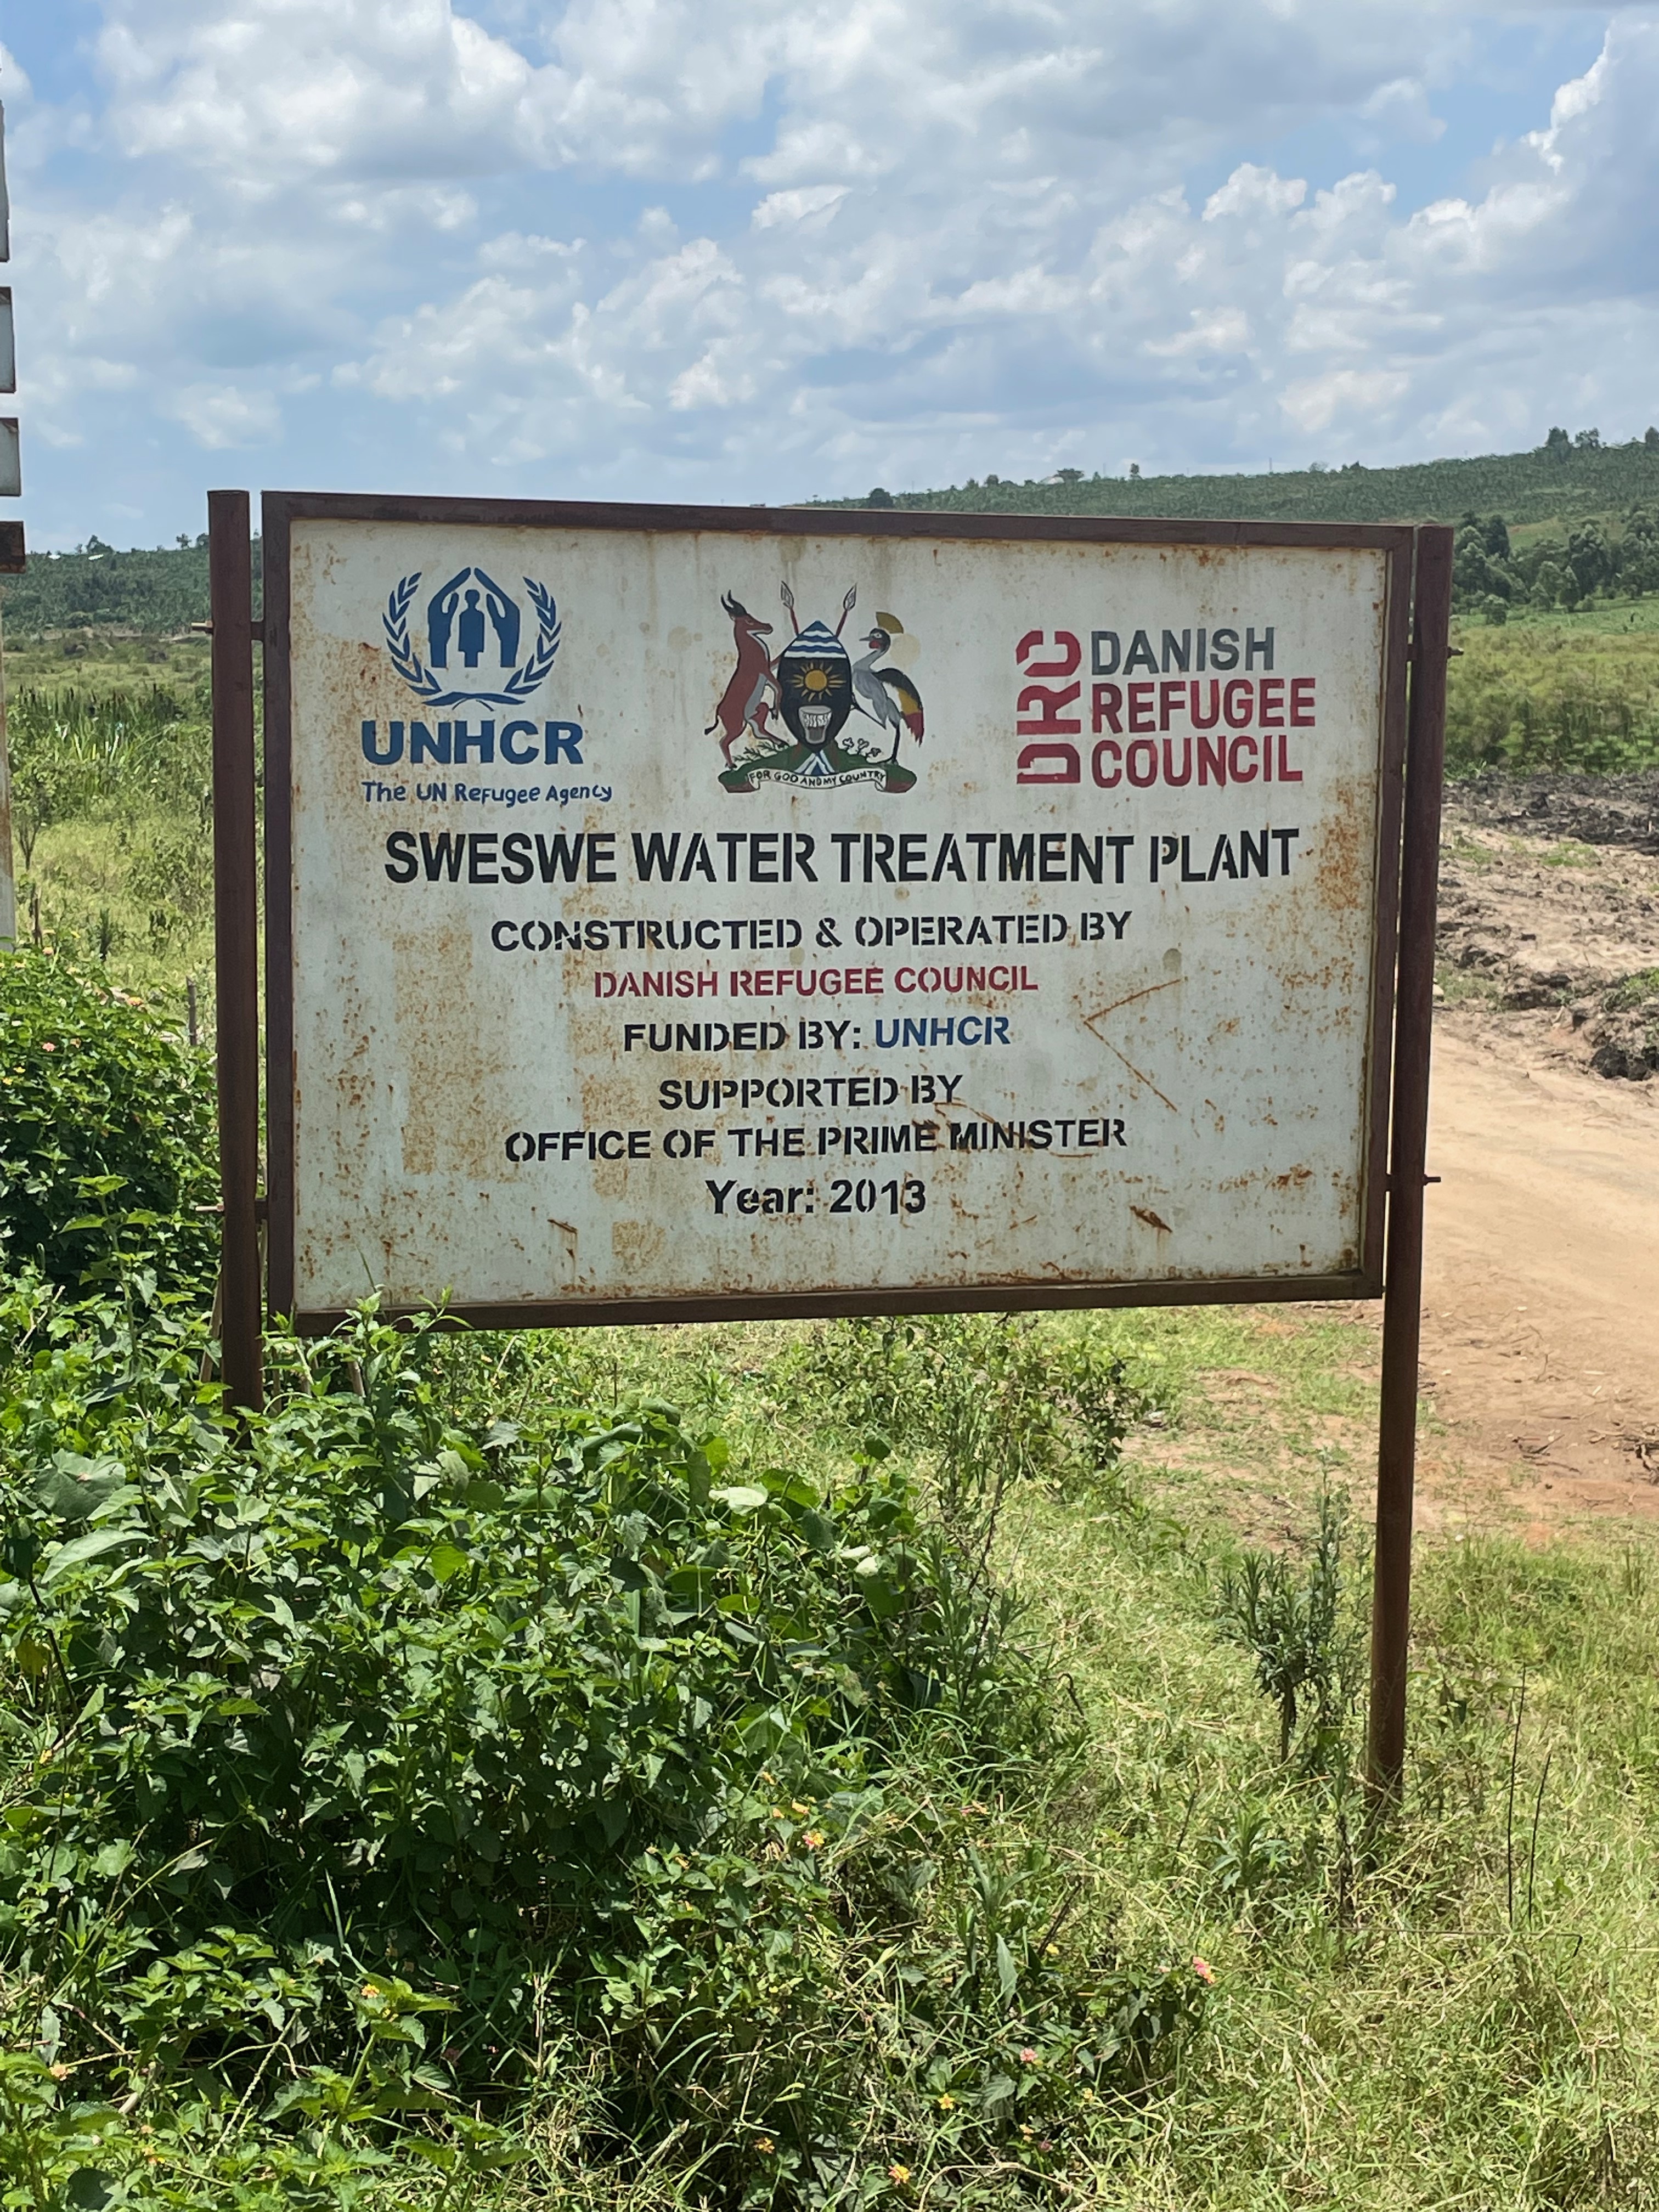 UNHCR
The UN Refugee Agency
FOR GOD AND MY COUNTRY
DRC
DANISH
REFUGEE
COUNCIL
SWESWE WATER TREATMENT PLANT
CONSTRUCTED & OPERATED BY
DANISH REFUGEE COUNCIL
FUNDED BY: UNHCR
SUPPORTED BY
OFFICE OF THE PRIME MINISTER
Year: 2013